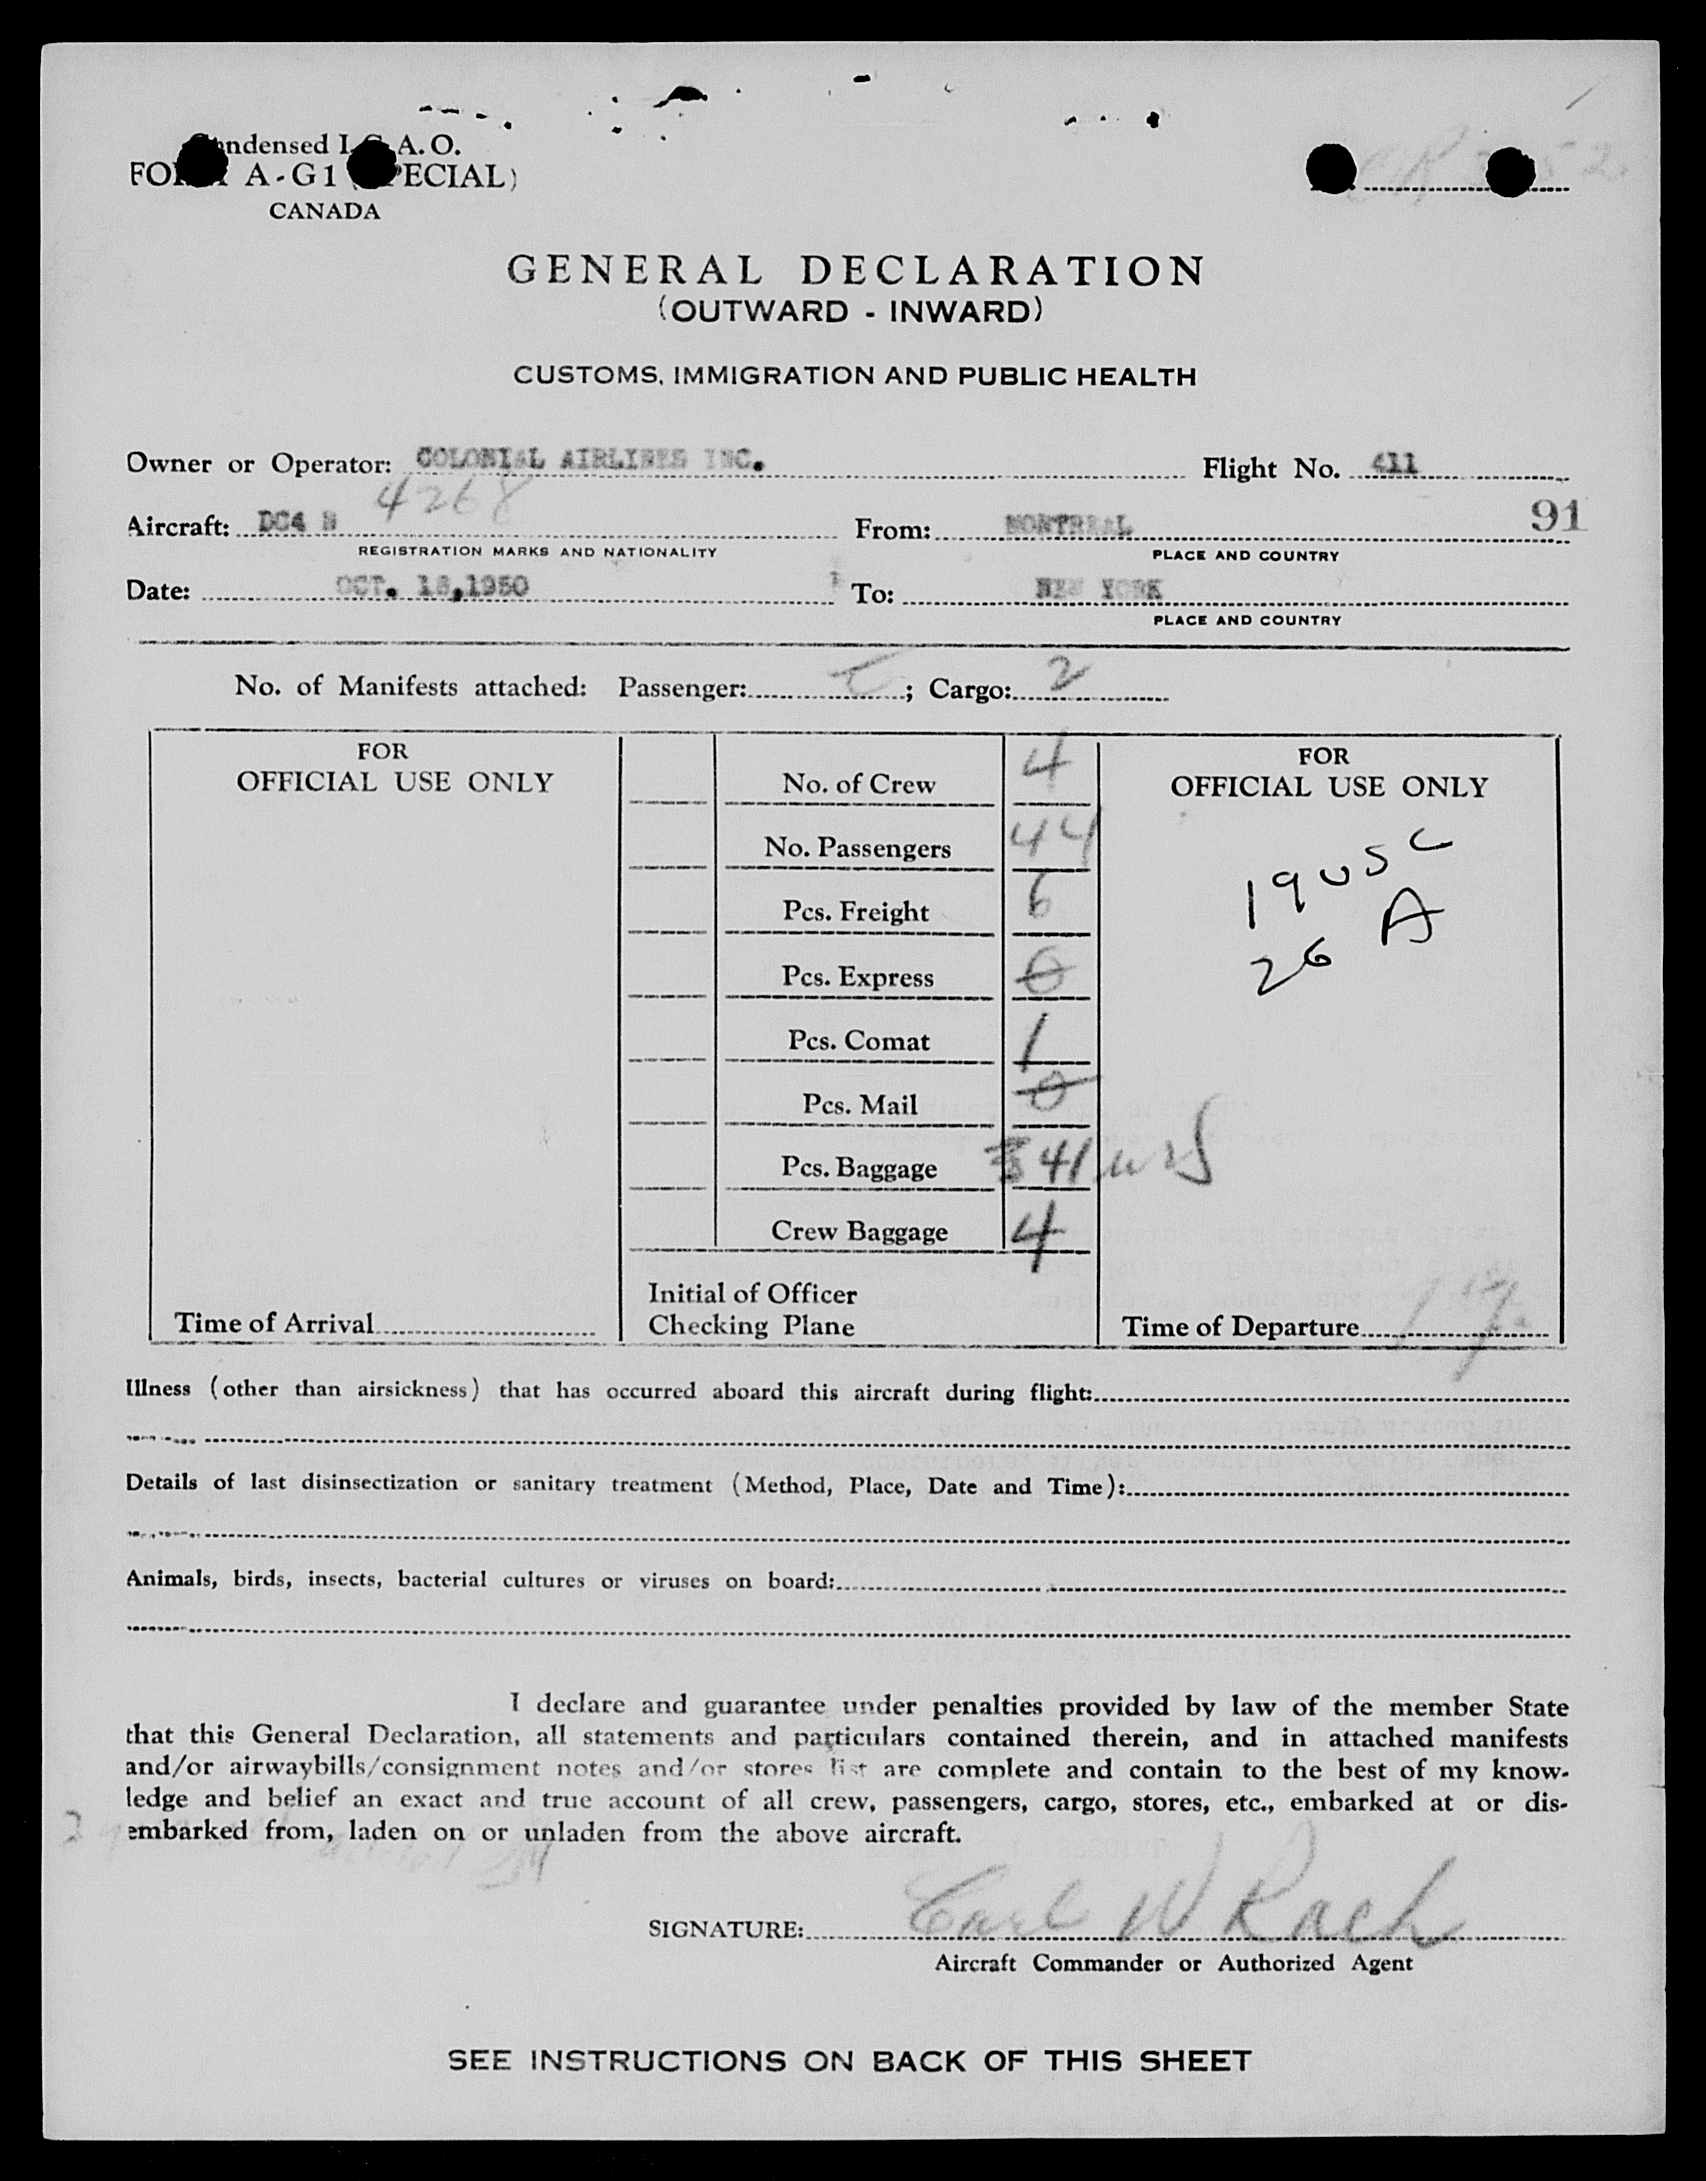 Condensed I.C.A.O.
FORM A-G1 (SPECIAL)
CANADA
GENERAL DECLARATION
(OUTWARD - INWARD)
CUSTOMS, IMMIGRATION AND PUBLIC HEALTH
Owner or Operator: COLONIAL AIRLINES INC. Flight No. 411
Aircraft: DC4 N 4268 From: MONTREAL 91
REGISTRATION MARKS AND NATIONALITY PLACE AND COUNTRY
Date: OCT. 18,1950 To: NEW YORK
PLACE AND COUNTRY
No. of Manifests attached: Passenger: ; Cargo: 2
FOR
OFFICIAL USE ONLY
Time of Arrival
No. of Crew 4
No. Passengers 44
Pcs. Freight 6
Pcs. Express 0
Pcs. Comat 1
Pcs. Mail 0
Pcs. Baggage 41
Crew Baggage 4
Initial of Officer
Checking Plane
FOR
OFFICIAL USE ONLY
1905 C
26 A
Time of Departure
Illness (other than airsickness) that has occurred aboard this aircraft during flight:
Details of last disinsectization or sanitary treatment (Method, Place, Date and Time):
Animals, birds, insects, bacterial cultures or viruses on board:
I declare and guarantee under penalties provided by law of the member State
that this General Declaration, all statements and particulars contained therein, and in attached manifests
and/or airwaybills/consignment notes and/or stores list are complete and contain to the best of my know-
ledge and belief an exact and true account of all crew, passengers, cargo, stores, etc., embarked at or dis-
embarked from, laden on or unladen from the above aircraft.
SIGNATURE: Carl W Rach
Aircraft Commander or Authorized Agent
SEE INSTRUCTIONS ON BACK OF THIS SHEET